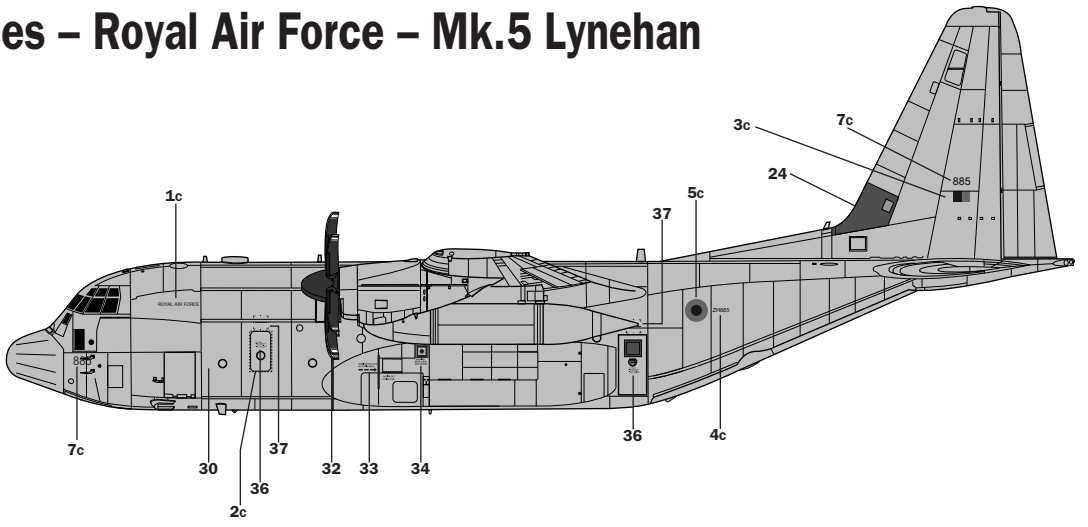 es – Royal Air Force – Mk.5 Lynehan
3c
7c
24
885
5c
1c
37
ROYAL AIR FORCE
ZH885
885
7c
37
36
4c
30
32
33
34
36
2c